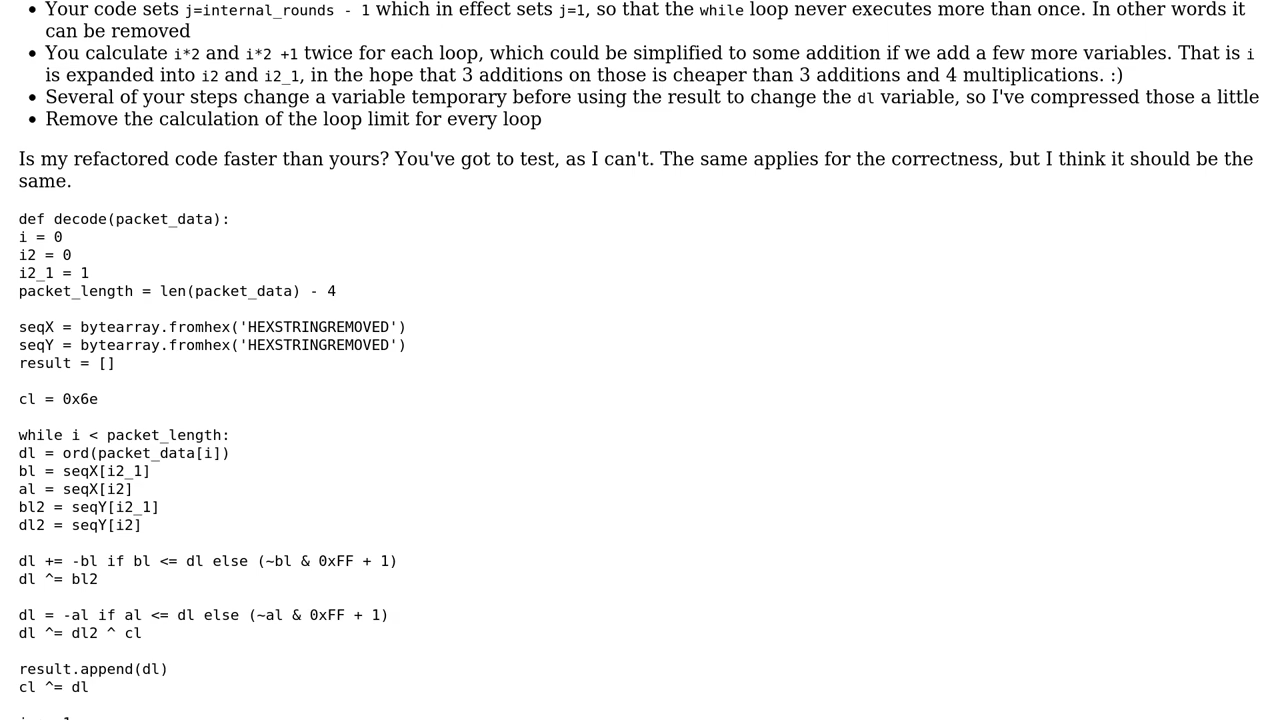 Your code sets j=internal_rounds - 1 which in effect sets j=1, so that the while loop never executes more than once. In other words it
can be removed
You calculate i*2 and i*2 +1 twice for each loop, which could be simplified to some addition if we add a few more variables. That is i
is expanded into i2 and i2_1, in the hope that 3 additions on those is cheaper than 3 additions and 4 multiplications. :)
Several of your steps change a variable temporary before using the result to change the dl variable, so I've compressed those a little
Remove the calculation of the loop limit for every loop
Is my refactored code faster than yours? You've got to test, as I can't. The same applies for the correctness, but I think it should be the
same.
def decode(packet_data):
i = 0
i2 = 0
i2_1 = 1
packet_length = len(packet_data) - 4
seqX = bytearray.fromhex('HEXSTRINGREMOVED')
seqY = bytearray.fromhex('HEXSTRINGREMOVED')
result = []
cl = 0x6e
while i < packet_length:
dl = ord(packet_data[i])
bl = seqX[i2_1]
al = seqX[i2]
bl2 = seqY[i2_1]
dl2 = seqY[i2]
dl += -bl if bl <= dl else (~bl & 0xFF + 1)
dl ^= bl2
dl = -al if al <= dl else (~al & 0xFF + 1)
dl ^= dl2 ^ cl
result.append(dl)
cl ^= dl